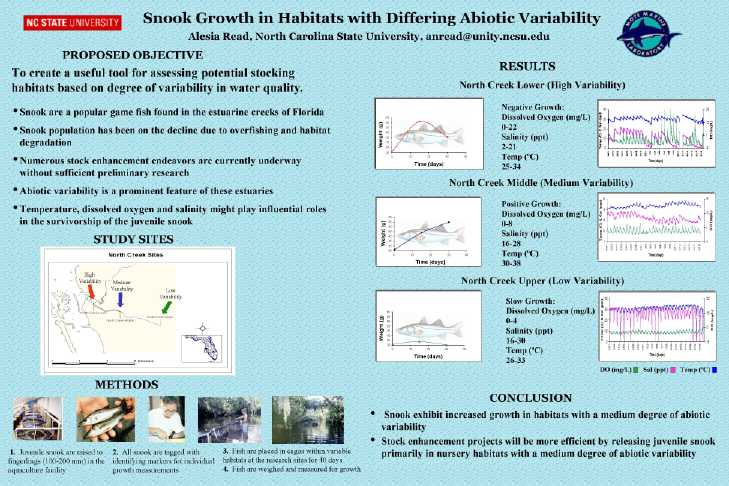 NC STATE UNIVERSITY
Snook Growth in Habitats with Differing Abiotic Variability
Alesia Read, North Carolina State University, anread@unity.ncsu.edu
MOTE MARINE
LABORATORY
PROPOSED OBJECTIVE
To create a useful tool for assessing potential stocking
habitats based on degree of variability in water quality.
• Snook are a popular game fish found in the estuarine creeks of Florida
• Snook population has been on the decline due to overfishing and habitat
degradation
• Numerous stock enhancement endeavors are currently underway
without sufficient preliminary research
• Abiotic variability is a prominent feature of these estuaries
• Temperature, dissolved oxygen and salinity might play influential roles
in the survivorship of the juvenile snook
STUDY SITES
North Creek Sites
High
Variability
Medium
Variability
Low
Variability
METHODS
1. Juvenile snook are raised to
fingerlings (100-200 mm) in the
aquaculture facility
2. All snook are tagged with
identifying markers for individual
growth measurements
3. Fish are placed in cages within variable
habitats at the research sites for 40 days
4. Fish are weighed and measured for growth
RESULTS
North Creek Lower (High Variability)
Weight (g)
Time (days)
Negative Growth:
Dissolved Oxygen (mg/L)
0-22
Salinity (ppt)
2-21
Temp (°C)
25-34
North Creek Middle (Medium Variability)
Weight (g)
Time (days)
Positive Growth:
Dissolved Oxygen (mg/L)
0-8
Salinity (ppt)
16-28
Temp (°C)
30-38
North Creek Upper (Low Variability)
Weight (g)
Time (days)
Slow Growth:
Dissolved Oxygen (mg/L)
0-4
Salinity (ppt)
16-30
Temp (°C)
26-33
DO (mg/L) Sal (ppt) Temp (°C)
CONCLUSION
• Snook exhibit increased growth in habitats with a medium degree of abiotic
variability
• Stock enhancement projects will be more efficient by releasing juvenile snook
primarily in nursery habitats with a medium degree of abiotic variability